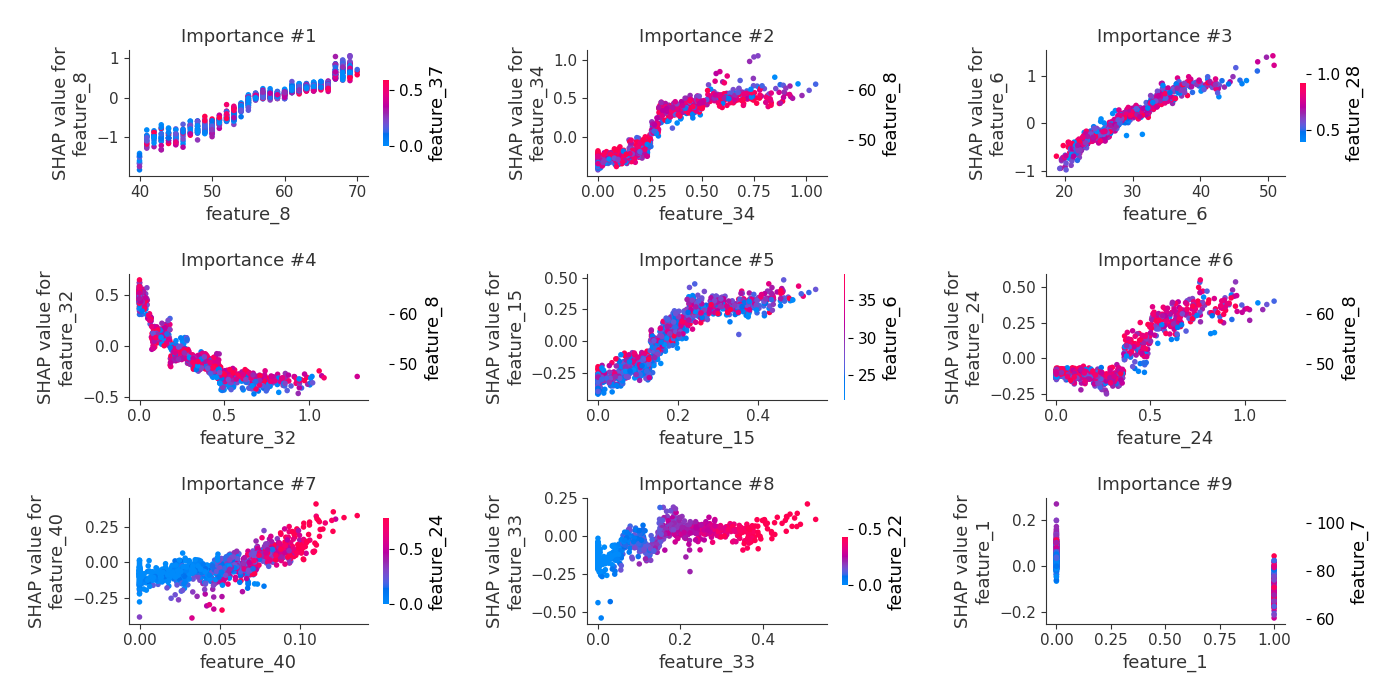 Importance #1
SHAP value for
feature_8
1
0
−1
40
50
60
70
feature_8
0.5
0.0
feature_37
Importance #2
SHAP value for
feature_34
1.0
0.5
0.0
0.00
0.25
0.50
0.75
1.00
feature_34
60
50
feature_8
Importance #3
SHAP value for
feature_6
1
0
−1
20
30
40
50
feature_6
1.0
0.5
feature_28
Importance #4
SHAP value for
feature_32
0.5
0.0
−0.5
0.0
0.5
1.0
feature_32
60
50
feature_8
Importance #5
SHAP value for
feature_15
0.50
0.25
0.00
−0.25
0.0
0.2
0.4
feature_15
35
30
25
feature_6
Importance #6
SHAP value for
feature_24
0.50
0.25
0.00
−0.25
0.0
0.5
1.0
feature_24
60
50
feature_8
Importance #7
SHAP value for
feature_40
0.25
0.00
−0.25
0.00
0.05
0.10
feature_40
0.5
0.0
feature_24
Importance #8
SHAP value for
feature_33
0.25
0.00
−0.25
−0.50
0.0
0.2
0.4
feature_33
0.5
0.0
feature_22
Importance #9
SHAP value for
feature_1
0.2
0.0
−0.2
0.00
0.25
0.50
0.75
1.00
feature_1
100
80
60
feature_7